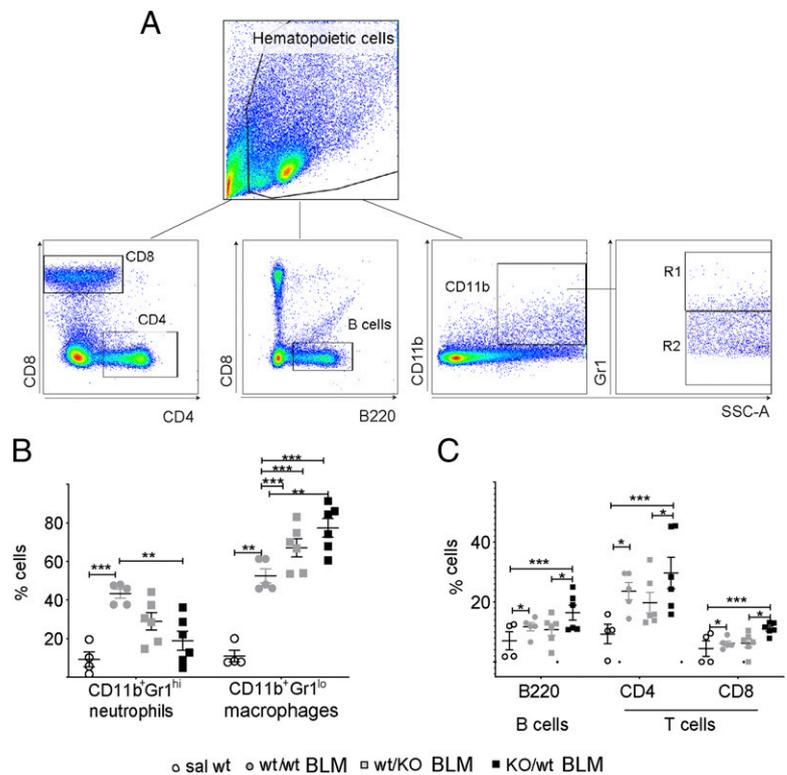 A
Hematopoietic cells
CD8
CD4
CD8
CD4
B cells
CD8
B220
CD11b
CD11b
R1
R2
Gr1
SSC-A
B
% cells
80
60
40
20
***
**
**
***
***
***
**
CD11b⁺Gr1ʰⁱ
neutrophils
CD11b⁺Gr1ˡᵒ
macrophages
C
% cells
40
20
***
*
*
***
*
*
***
*
*
B220
CD4
CD8
B cells
T cells
sal wt wt/wt BLM wt/KO BLM KO/wt BLM